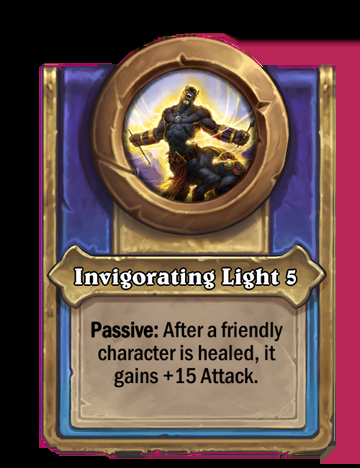 Invigorating Light 5
Passive: After a friendly
character is healed, it
gains +15 Attack.